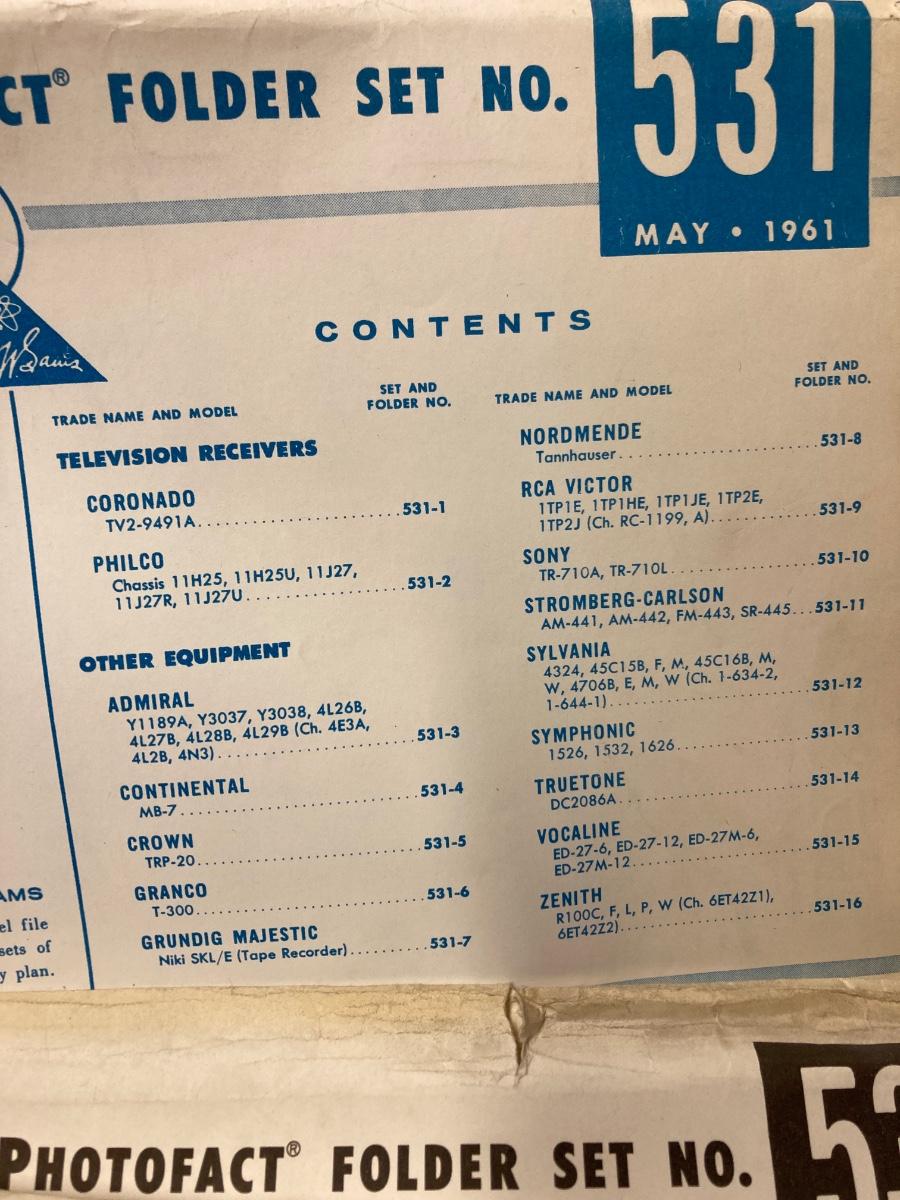 CT® FOLDER SET NO. 531
MAY • 1961
W. Sams
CONTENTS
TRADE NAME AND MODEL
SET AND
FOLDER NO.
TELEVISION RECEIVERS
CORONADO
TV2-9491A..................531-1
PHILCO
Chassis 11H25, 11H25U, 11J27,
11J27R, 11J27U..................531-2
OTHER EQUIPMENT
ADMIRAL
Y1189A, Y3037, Y3038, 4L26B,
4L27B, 4L28B, 4L29B (Ch. 4E3A,
4L2B, 4N3)..................531-3
CONTINENTAL
MB-7..................531-4
CROWN
TRP-20..................531-5
GRANCO
T-300..................531-6
GRUNDIG MAJESTIC
Niki SKL/E (Tape Recorder)..........531-7
TRADE NAME AND MODEL
SET AND
FOLDER NO.
NORDMENDE
Tannhauser..................531-8
RCA VICTOR
1TP1E, 1TP1HE, 1TP1JE, 1TP2E,
1TP2J (Ch. RC-1199, A)..........531-9
SONY
TR-710A, TR-710L..........531-10
STROMBERG-CARLSON
AM-441, AM-442, FM-443, SR-445...531-11
SYLVANIA
4324, 45C15B, F, M, 45C16B, M,
W, 4706B, E, M, W (Ch. 1-634-2,
1-644-1)..................531-12
SYMPHONIC
1526, 1532, 1626..........531-13
TRUETONE
DC2086A..................531-14
VOCALINE
ED-27-6, ED-27-12, ED-27M-6,
ED-27M-12..................531-15
ZENITH
R100C, F, L, P, W (Ch. 6ET42Z1),
6ET42Z2)..................531-16
AMS
el file
sets of
y plan.
PHOTOFACT® FOLDER SET NO. 53